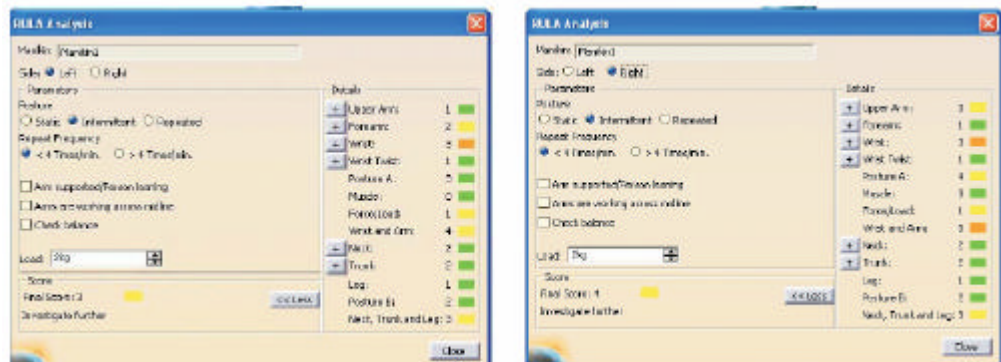 RULA Analysis
Manikin: Manikin1
Side: Left Right
Parameters
Posture
Static Intermittent Repeated
Repeat Frequency
< 4 Times/min. > 4 Times/min.
Arm supported/Person leaning
Arms are working across midline
Check balance
Load: 2kg
Score
Final Score: 3
Investigate further
<< Less
Details
+ Upper Arm: 1
+ Forearm: 2
+ Wrist: 3
+ Wrist Twist: 1
Posture A:
Muscle: 0
Force/Load: 1
Wrist and Arm: 4
+ Neck: 2
+ Trunk: 2
Leg: 1
Posture B: 2
Neck, Trunk and Leg: 3
Close
RULA Analysis
Manikin:
Side: Left Right
Parameters
Posture
Static Intermittent Repeated
Repeat Frequency
< 4 Times/min. > 4 Times/min.
Arm supported/Person leaning
Arms are working across midline
Check balance
Load: 2kg
Score
Final Score: 4
Investigate further
<< Less
Details
+ Upper Arm: 3
+ Forearm: 1
+ Wrist: 3
+ Wrist Twist: 1
Posture A: 4
Muscle:
Force/Load: 1
Wrist and Arm:
+ Neck: 2
+ Trunk: 2
Leg: 1
Posture B: 2
Neck, Trunk and Leg: 3
Close